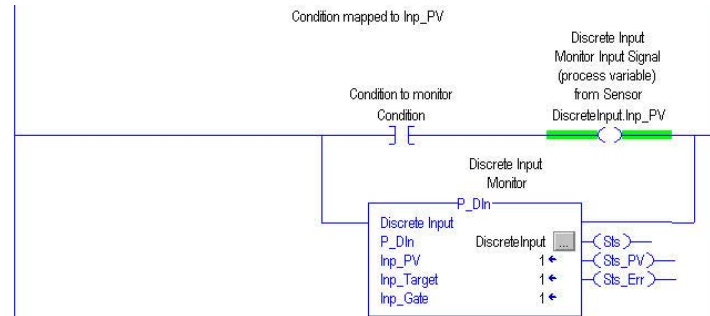 Condition mapped to Inp_PV
Discrete Input
Monitor Input Signal
(process variable)
from Sensor
DiscreteInput.Inp_PV
Condition to monitor
Condition
Discrete Input
Monitor
P_DIn
Discrete Input
P_DIn DiscreteInput ...
Inp_PV 1
Inp_Target 1
Inp_Gate 1
Sts
Sts_PV
Sts_Err